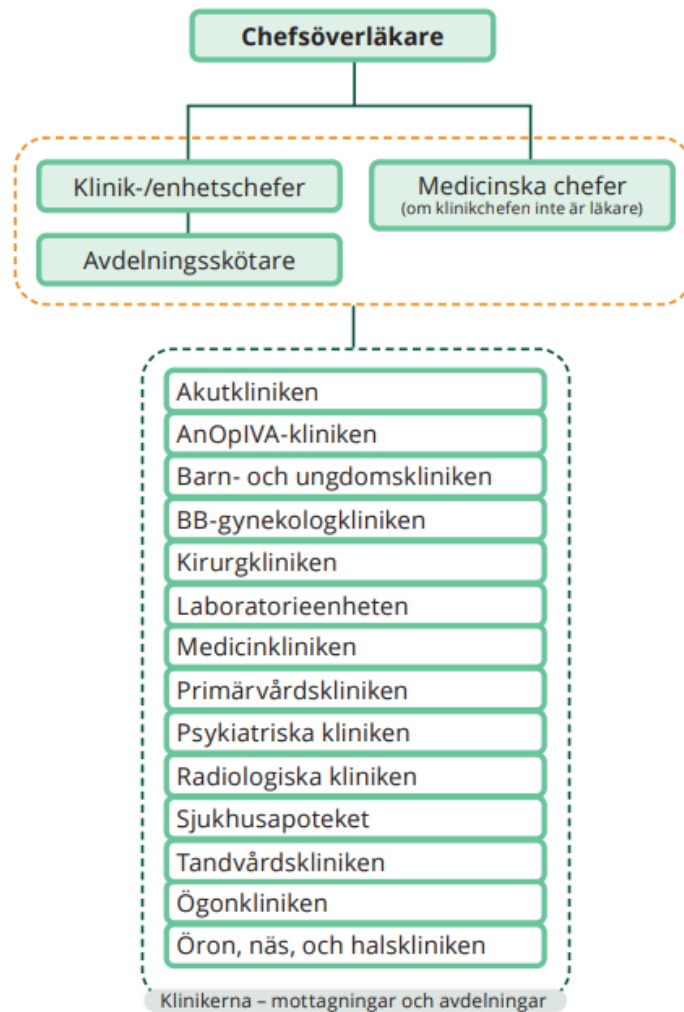 Chefsöverläkare
Klinik-/enhetschefer
Medicinska chefer
(om klinikchefen inte är läkare)
Avdelningsskötare
Akutkliniken
AnOpIVA-kliniken
Barn- och ungdomskliniken
BB-gynekologkliniken
Kirurgkliniken
Laboratorieenheten
Medicinkliniken
Primärvårdskliniken
Psykiatriska kliniken
Radiologiska kliniken
Sjukhusapoteket
Tandvårdskliniken
Ögonkliniken
Öron, näs, och halskliniken
Klinikerna – mottagningar och avdelningar